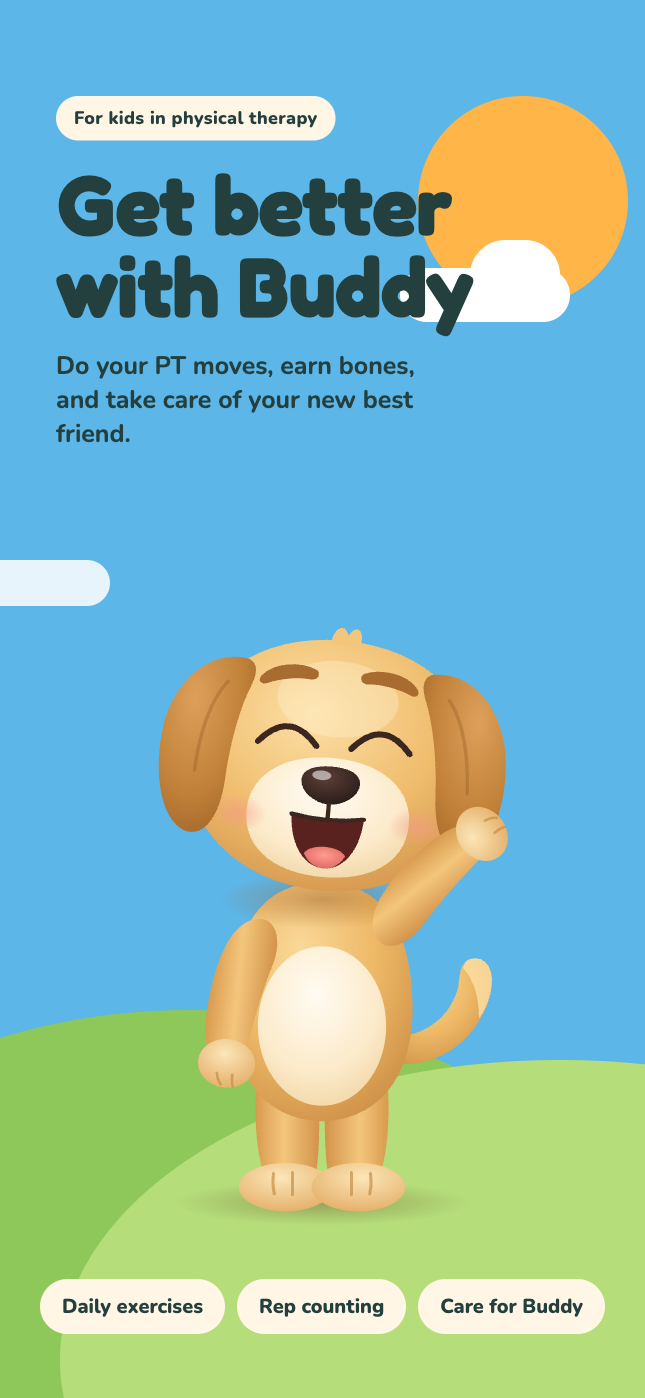 For kids in physical therapy
Get better
with Buddy
Do your PT moves, earn bones,
and take care of your new best
friend.
Daily exercises
Rep counting
Care for Buddy